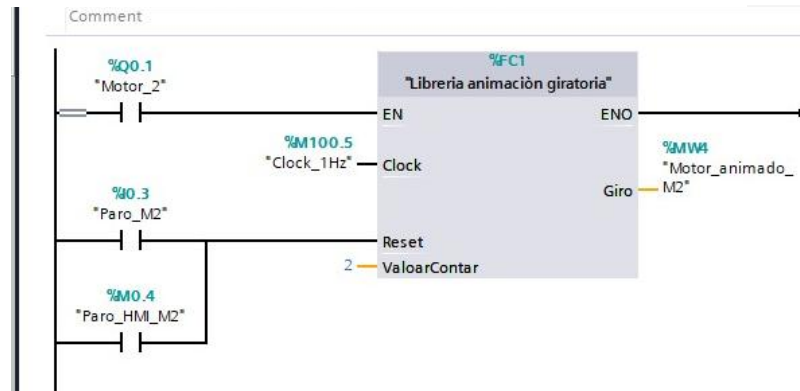 Comment
%Q0.1
"Motor_2"
%FC1
"Libreria animaciòn giratoria"
EN
ENO
%M100.5
"Clock_1Hz"
Clock
%MW4
"Motor_animado_
M2"
Giro
%I0.3
"Paro_M2"
Reset
2
ValoarContar
%M0.4
"Paro_HMI_M2"